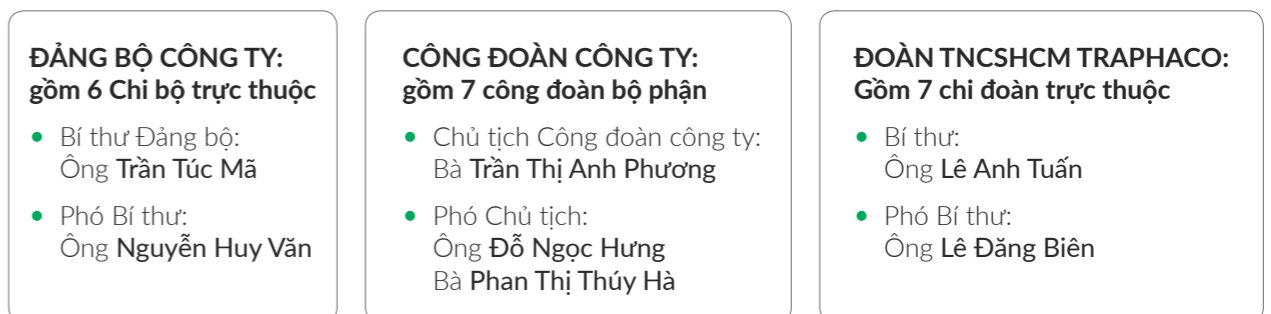 ĐẢNG BỘ CÔNG TY:
gồm 6 Chi bộ trực thuộc
• Bí thư Đảng bộ:
Ông Trần Túc Mã
• Phó Bí thư:
Ông Nguyễn Huy Văn
CÔNG ĐOÀN CÔNG TY:
gồm 7 công đoàn bộ phận
• Chủ tịch Công đoàn công ty:
Bà Trần Thị Anh Phương
• Phó Chủ tịch:
Ông Đỗ Ngọc Hưng
Bà Phan Thị Thúy Hà
ĐOÀN TNCSHCM TRAPHACO:
Gồm 7 chi đoàn trực thuộc
• Bí thư:
Ông Lê Anh Tuấn
• Phó Bí thư:
Ông Lê Đăng Biên